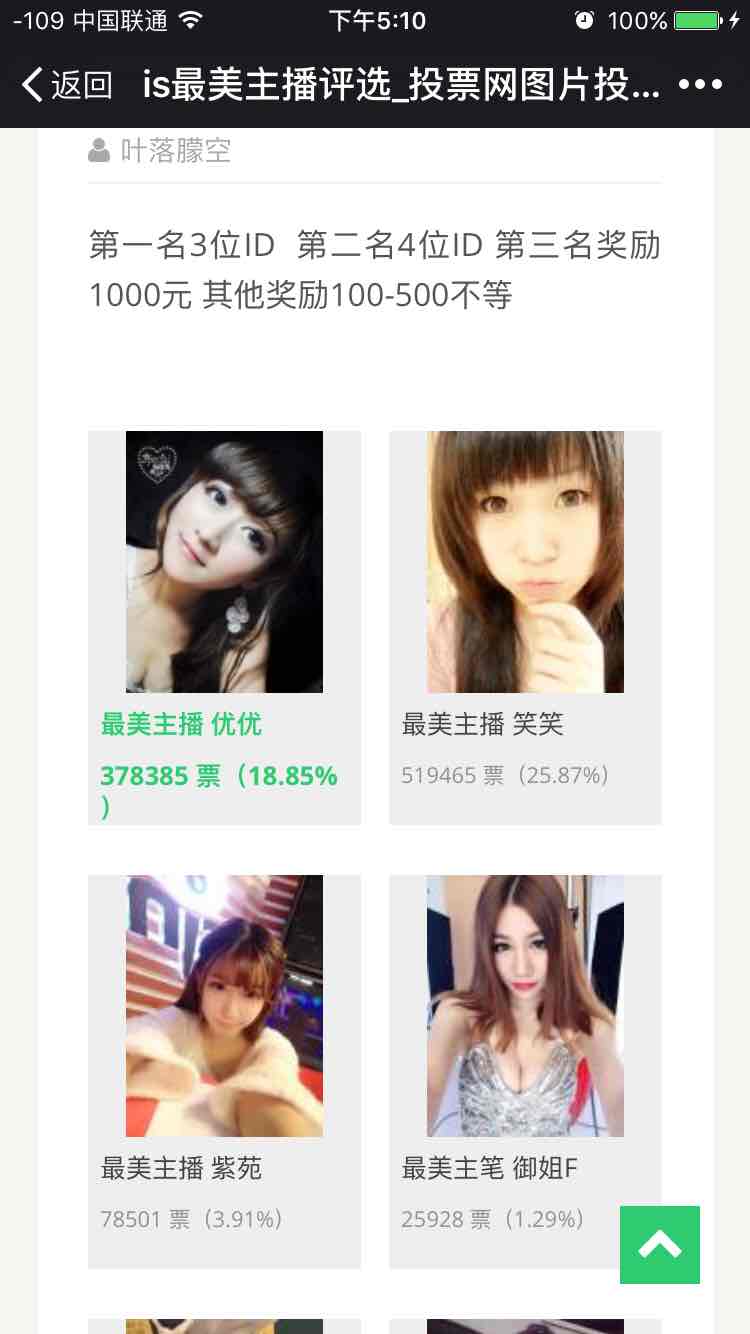 -109 中国联通 下午5:10 100%
返回 is最美主播评选_投票网图片投...
叶落朦空
第一名3位ID 第二名4位ID 第三名奖励
1000元 其他奖励100-500不等
最美主播 优优
378385 票（18.85%
）
最美主播 笑笑
519465 票（25.87%）
最美主播 紫苑
78501 票（3.91%）
最美主笔 御姐F
25928 票（1.29%）